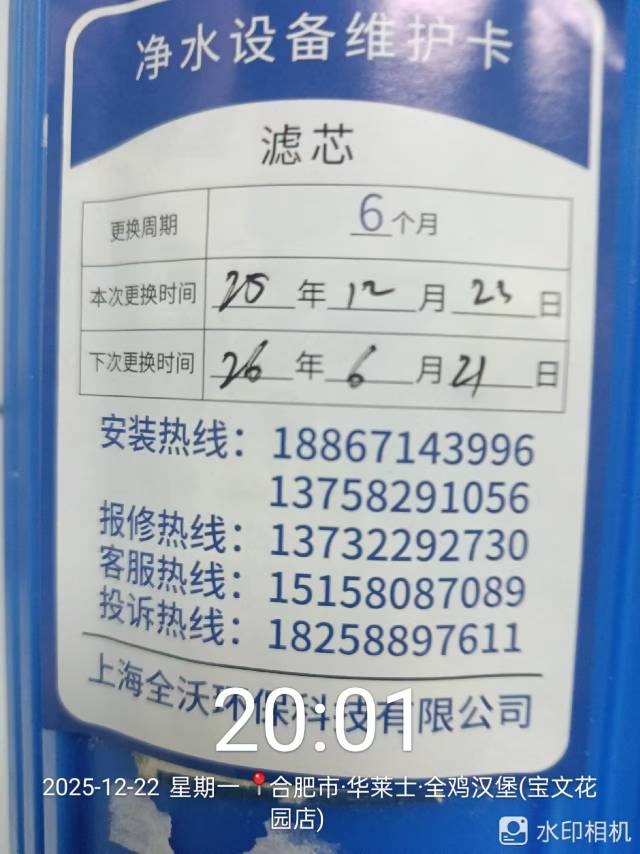 净水设备维护卡
滤芯
更换周期 6个月
本次更换时间 25年12月23日
下次更换时间 26年6月21日
安装热线：18867143996
13758291056
报修热线：13732292730
客服热线：15158087089
投诉热线：18258897611
上海全沃环保科技有限公司
20:01
2025-12-22 星期一 合肥市·华莱士·全鸡汉堡(宝文花
园店)
水印相机